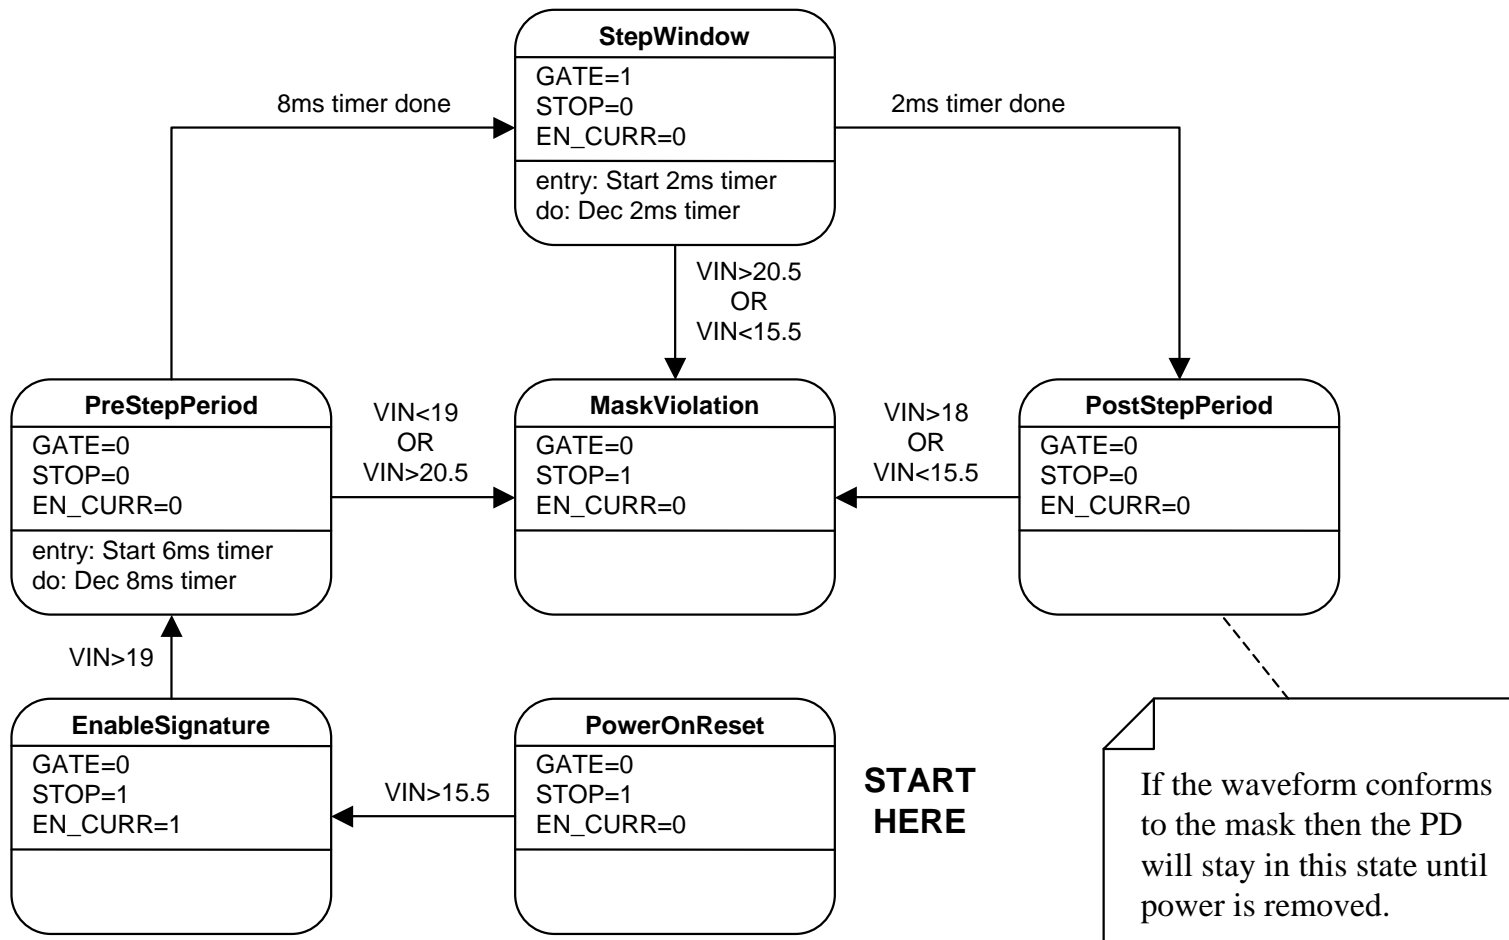 StepWindow
GATE=1
STOP=0
EN_CURR=0
entry: Start 2ms timer
do: Dec 2ms timer
8ms timer done
2ms timer done
VIN>20.5
OR
VIN<15.5
PreStepPeriod
GATE=0
STOP=0
EN_CURR=0
entry: Start 6ms timer
do: Dec 8ms timer
VIN<19
OR
VIN>20.5
MaskViolation
GATE=0
STOP=1
EN_CURR=0
VIN>18
OR
VIN<15.5
PostStepPeriod
GATE=0
STOP=0
EN_CURR=0
VIN>19
EnableSignature
GATE=0
STOP=1
EN_CURR=1
VIN>15.5
PowerOnReset
GATE=0
STOP=1
EN_CURR=0
START
HERE
If the waveform conforms
to the mask then the PD
will stay in this state until
power is removed.